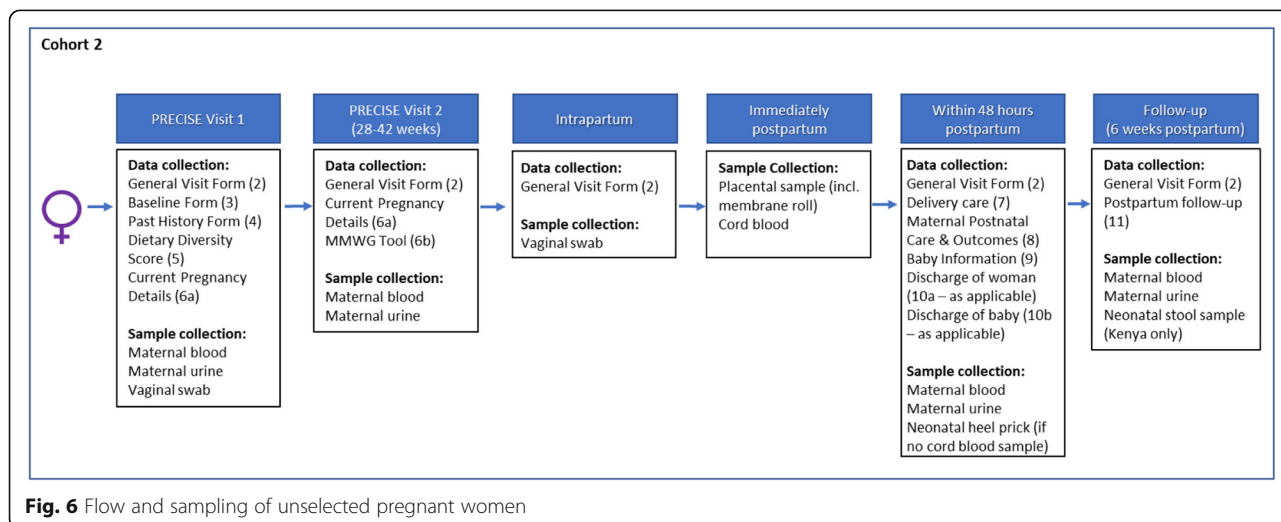 Cohort 2
PRECISE Visit 1
Data collection:
General Visit Form (2)
Baseline Form (3)
Past History Form (4)
Dietary Diversity
Score (5)
Current Pregnancy
Details (6a)
Sample collection:
Maternal blood
Maternal urine
Vaginal swab
PRECISE Visit 2
(28-42 weeks)
Data collection:
General Visit Form (2)
Current Pregnancy
Details (6a)
MMWG Tool (6b)
Sample collection:
Maternal blood
Maternal urine
Intrapartum
Data collection:
General Visit Form (2)
Sample collection:
Vaginal swab
Immediately
postpartum
Sample Collection:
Placental sample (incl.
membrane roll)
Cord blood
Within 48 hours
postpartum
Data collection:
General Visit Form (2)
Delivery care (7)
Maternal Postnatal
Care & Outcomes (8)
Baby Information (9)
Discharge of woman
(10a – as applicable)
Discharge of baby (10b
– as applicable)
Sample collection:
Maternal blood
Maternal urine
Neonatal heel prick (if
no cord blood sample)
Follow-up
(6 weeks postpartum)
Data collection:
General Visit Form (2)
Postpartum follow-up
(11)
Sample collection:
Maternal blood
Maternal urine
Neonatal stool sample
(Kenya only)
Fig. 6 Flow and sampling of unselected pregnant women